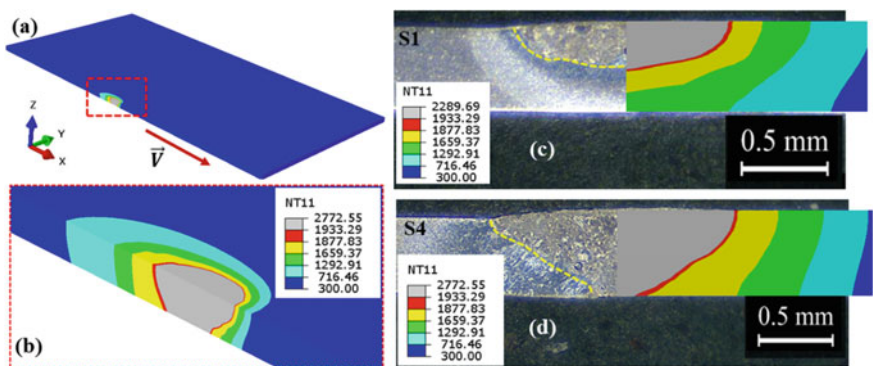 (a)
Z
Y
X
V
(b)
NT11
2772.55
1933.29
1877.83
1659.37
1292.91
716.46
300.00
S1
NT11
2289.69
1933.29
1877.83
1659.37
1292.91
716.46
300.00
(c)
0.5 mm
S4
NT11
2772.55
1933.29
1877.83
1659.37
1292.91
716.46
300.00
(d)
0.5 mm